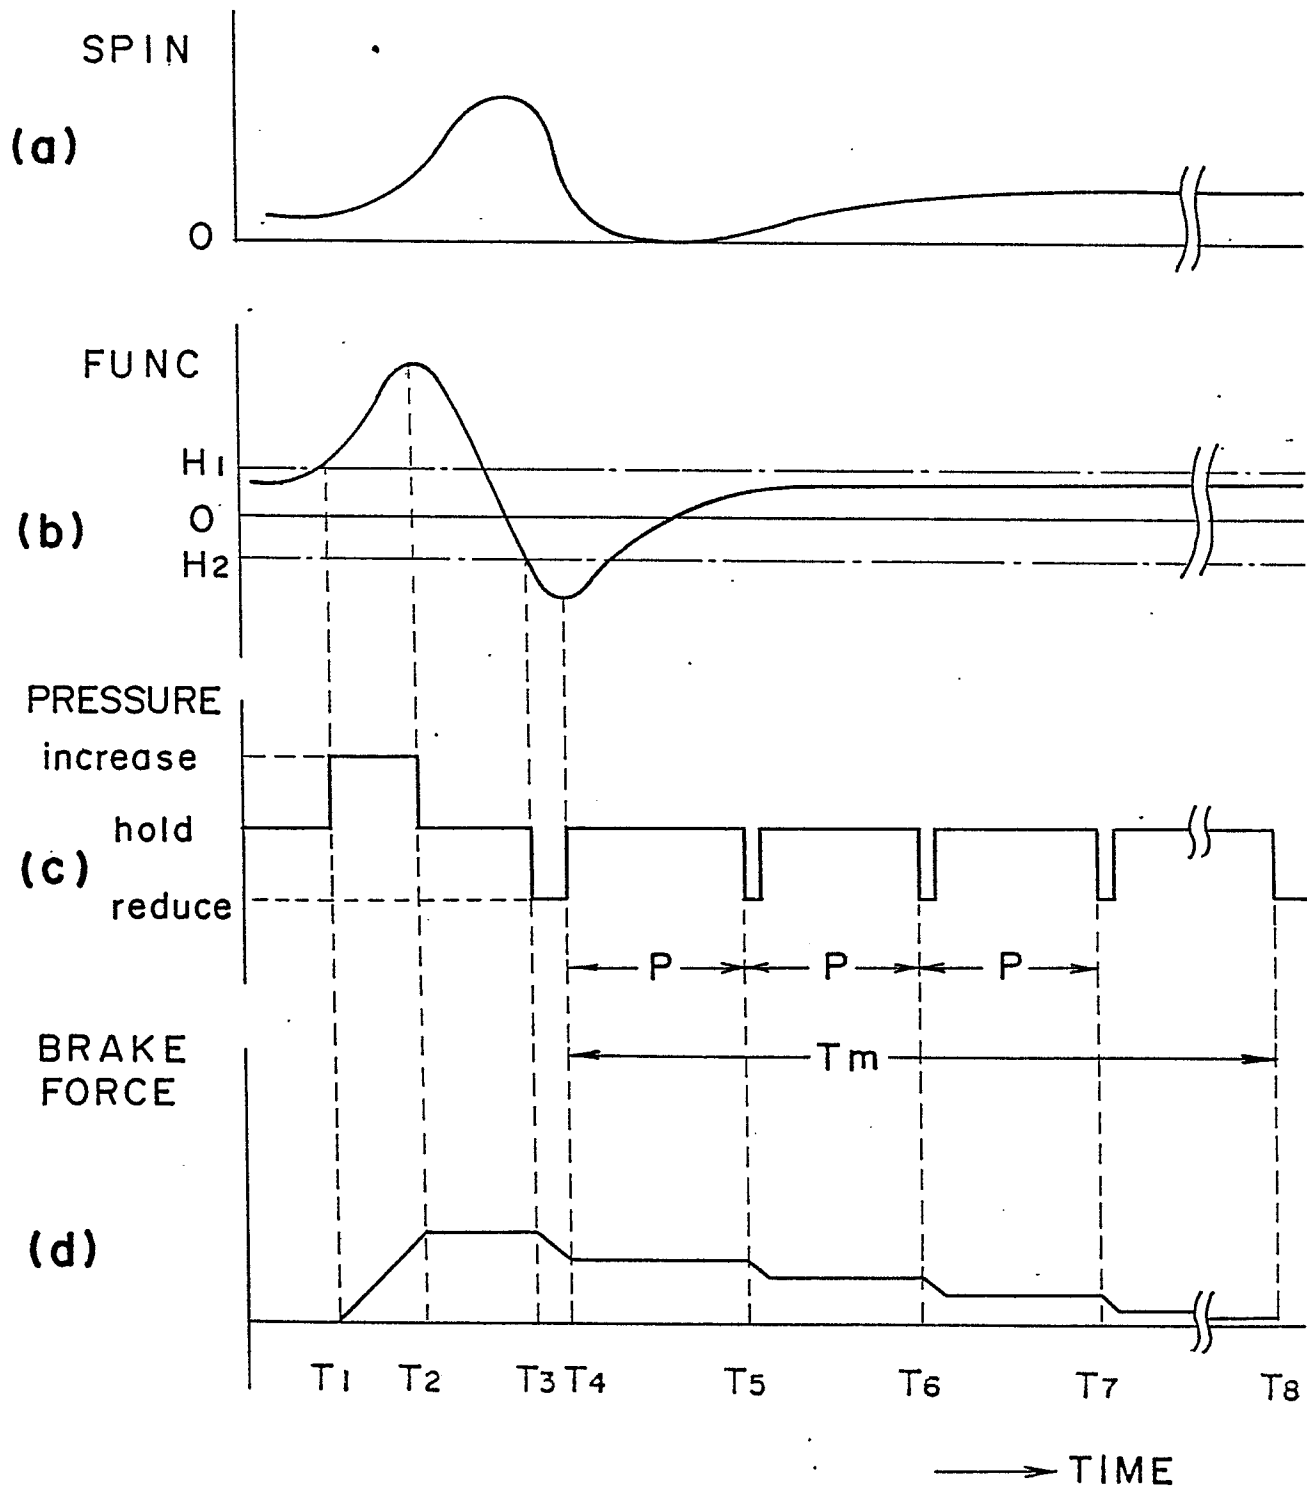 SPIN
(a)
O
FUNC
H1
O
(b)
H2
PRESSURE
increase
hold
(c)
reduce
P P P
BRAKE
FORCE
Tm
(d)
T1 T2 T3 T4 T5 T6 T7 T8
TIME